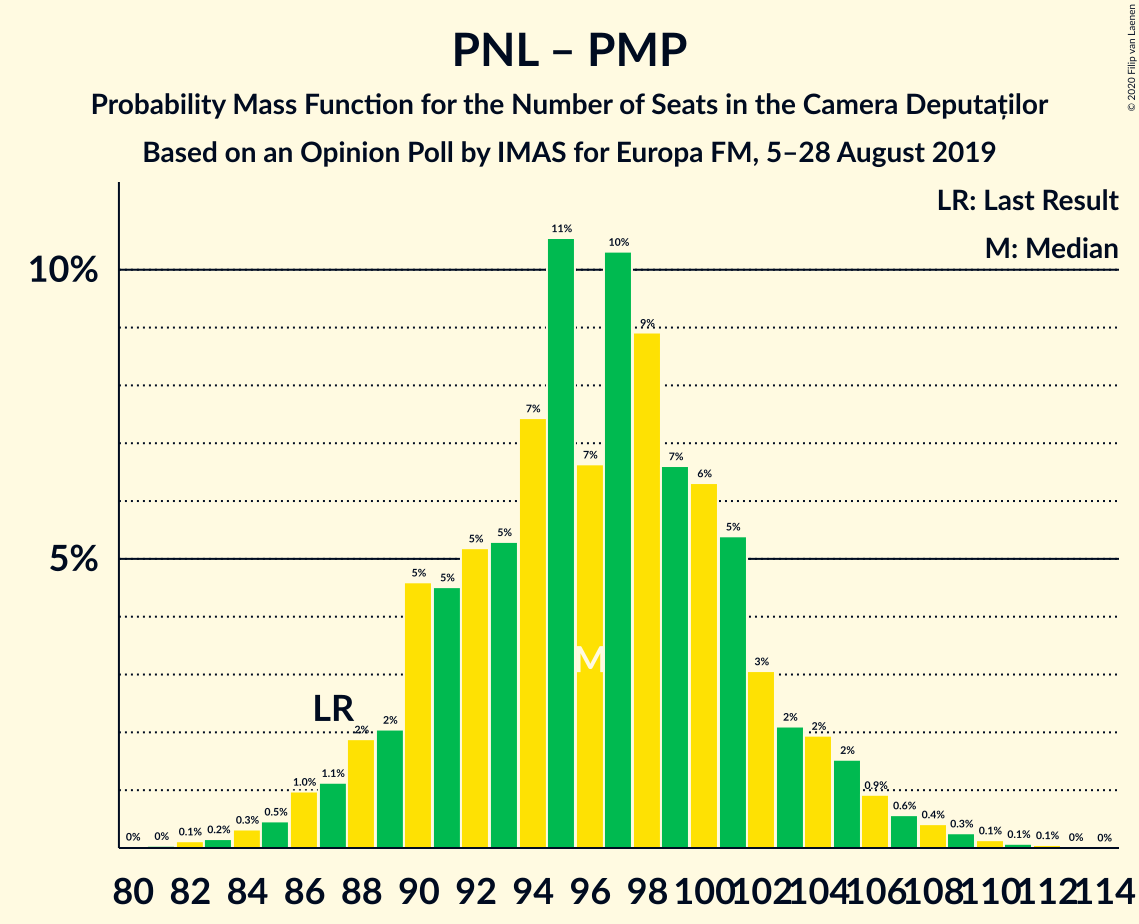 PNL – PMP
Probability Mass Function for the Number of Seats in the Camera Deputaților
Based on an Opinion Poll by IMAS for Europa FM, 5–28 August 2019
© 2020 Filip van Laenen
LR: Last Result
M: Median
10%
5%
0% 0% 0.1% 0.2% 0.3% 0.5% 1.0% 1.1% 2% 2% 5% 5% 5% 5% 7% 11% 7% 10% 9% 7% 6% 5% 3% 2% 2% 2% 0.9% 0.6% 0.4% 0.3% 0.1% 0.1% 0.1% 0% 0%
LR
M
80 82 84 86 88 90 92 94 96 98 100 102 104 106 108 110 112 114